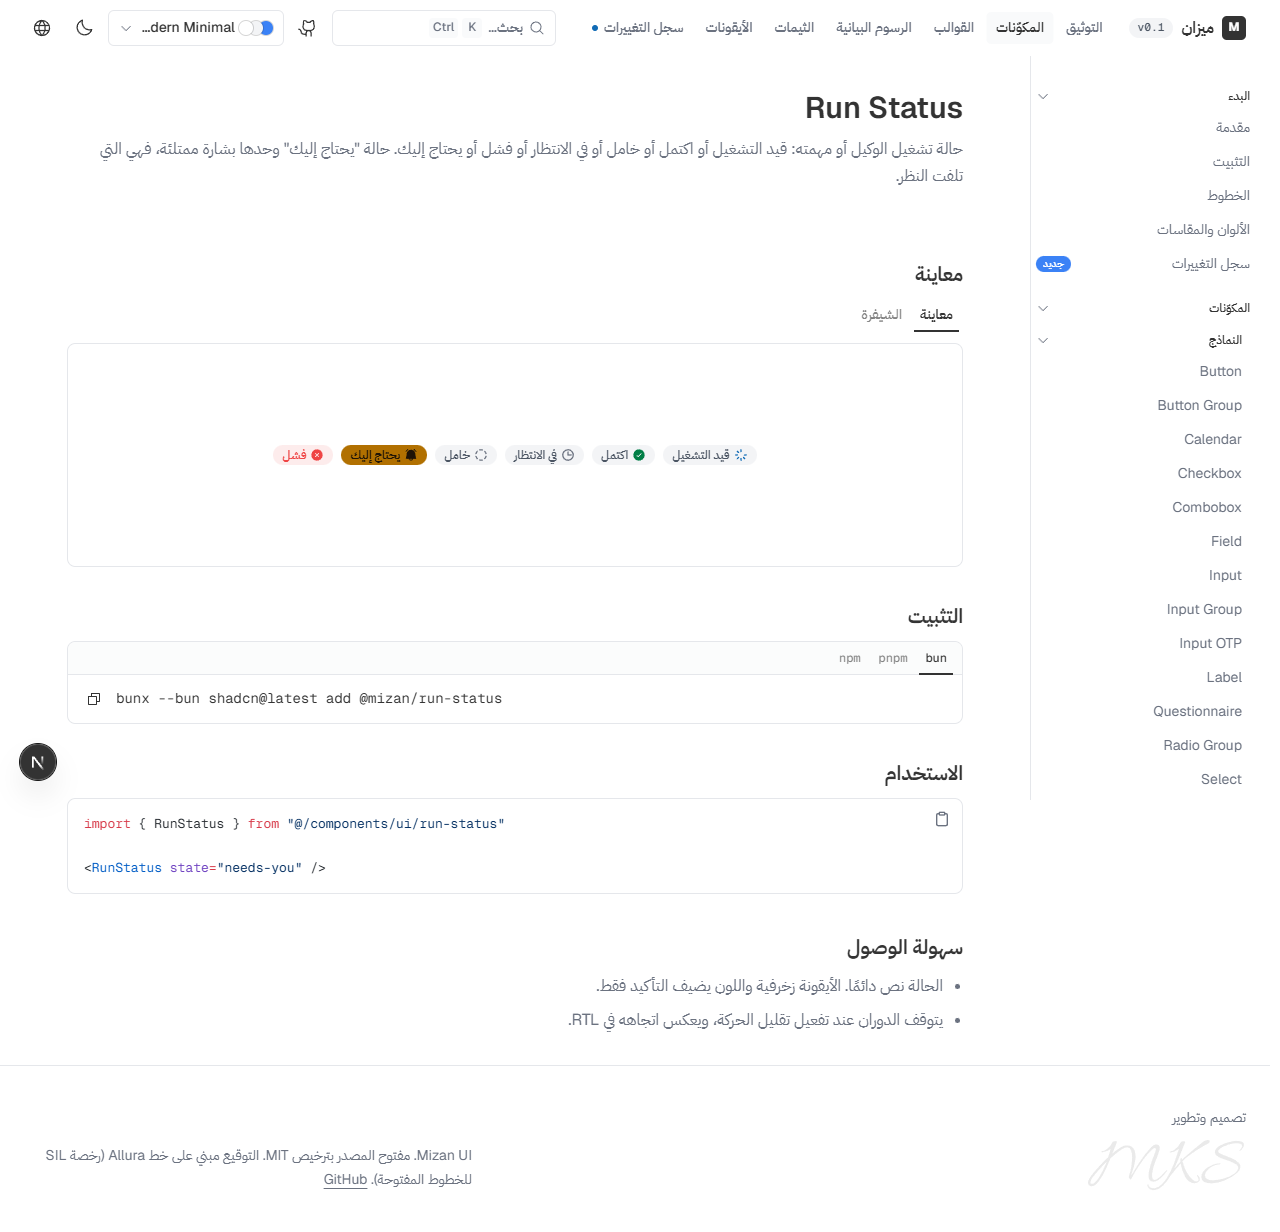 M ميزان v0.1 التوثيق المكوّنات القوالب الرسوم البيانية الثيمات الأيقونات سجل التغييرات بحث... Ctrl K ...dern Minimal
البدء
مقدمة
التثبيت
الخطوط
الألوان والمقاسات
سجل التغييرات جديد
المكوّنات
النماذج
Button
Button Group
Calendar
Checkbox
Combobox
Field
Input
Input Group
Input OTP
Label
Questionnaire
Radio Group
Select
Run Status
حالة تشغيل الوكيل أو مهمته: قيد التشغيل أو اكتمل أو خامل أو في الانتظار أو فشل أو يحتاج إليك. حالة "يحتاج إليك" وحدها بشارة ممتلئة، فهي التي
تلفت النظر.
معاينة
معاينة الشيفرة
قيد التشغيل اكتمل في الانتظار خامل يحتاج إليك فشل
التثبيت
bun pnpm npm
bunx --bun shadcn@latest add @mizan/run-status
الاستخدام
import { RunStatus } from "@/components/ui/run-status"
<RunStatus state="needs-you" />
سهولة الوصول
• الحالة نص دائمًا. الأيقونة زخرفية واللون يضيف التأكيد فقط.
• يتوقف الدوران عند تفعيل تقليل الحركة، ويعكس اتجاهه في RTL.
N
تصميم وتطوير
MKS
Mizan UI. مفتوح المصدر بترخيص MIT. التوقيع مبني على خط Allura (رخصة SIL
للخطوط المفتوحة). GitHub